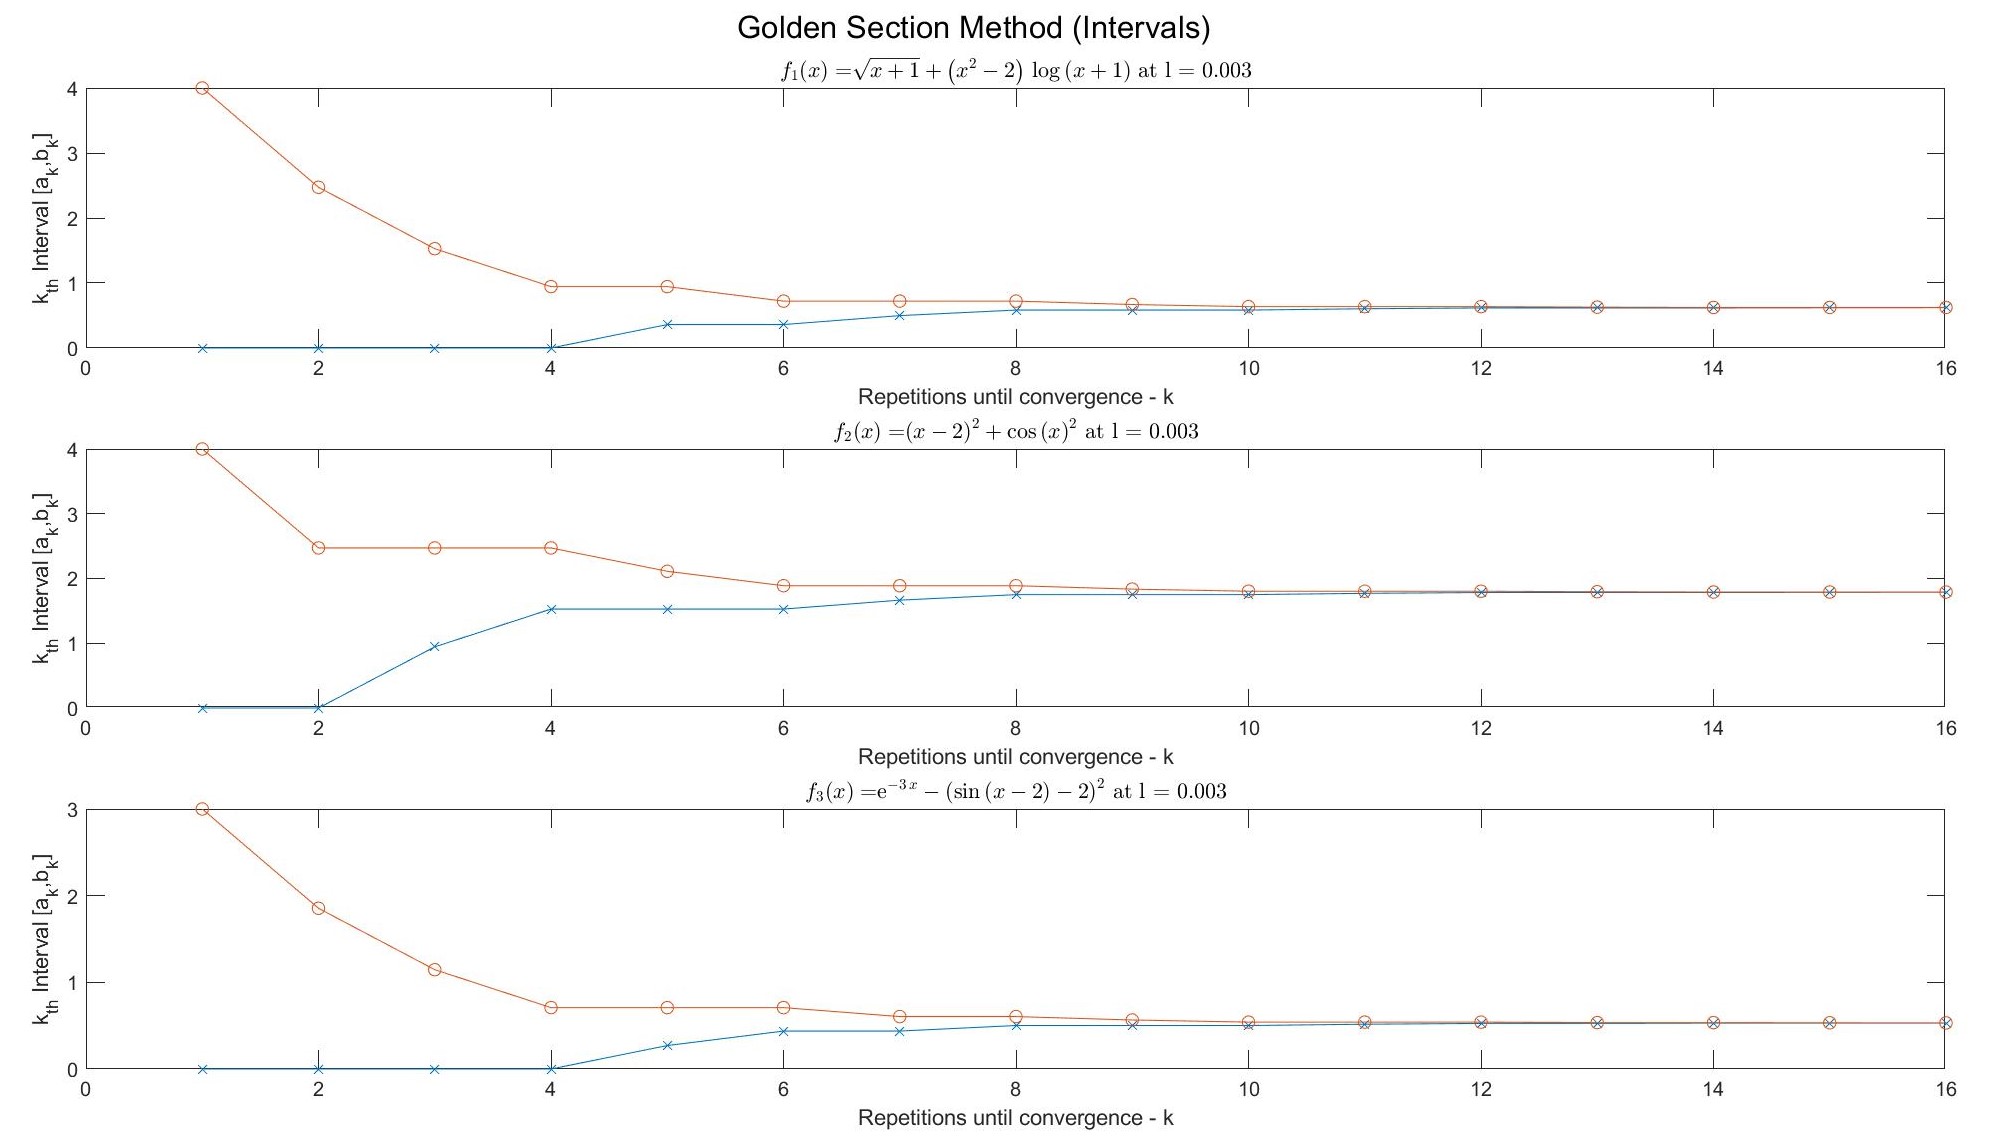 Golden Section Method (Intervals)
f₁(x) =√(x + 1) + (x² − 2) log (x + 1) at l = 0.003
4
3
2
1
0
k_th Interval [a_k,b_k]
0 2 4 6 8 10 12 14 16
Repetitions until convergence - k
f₂(x) =(x − 2)² + cos (x)² at l = 0.003
4
3
2
1
0
k_th Interval [a_k,b_k]
0 2 4 6 8 10 12 14 16
Repetitions until convergence - k
f₃(x) =e⁻³ˣ − (sin (x − 2) − 2)² at l = 0.003
3
2
1
0
k_th Interval [a_k,b_k]
0 2 4 6 8 10 12 14 16
Repetitions until convergence - k